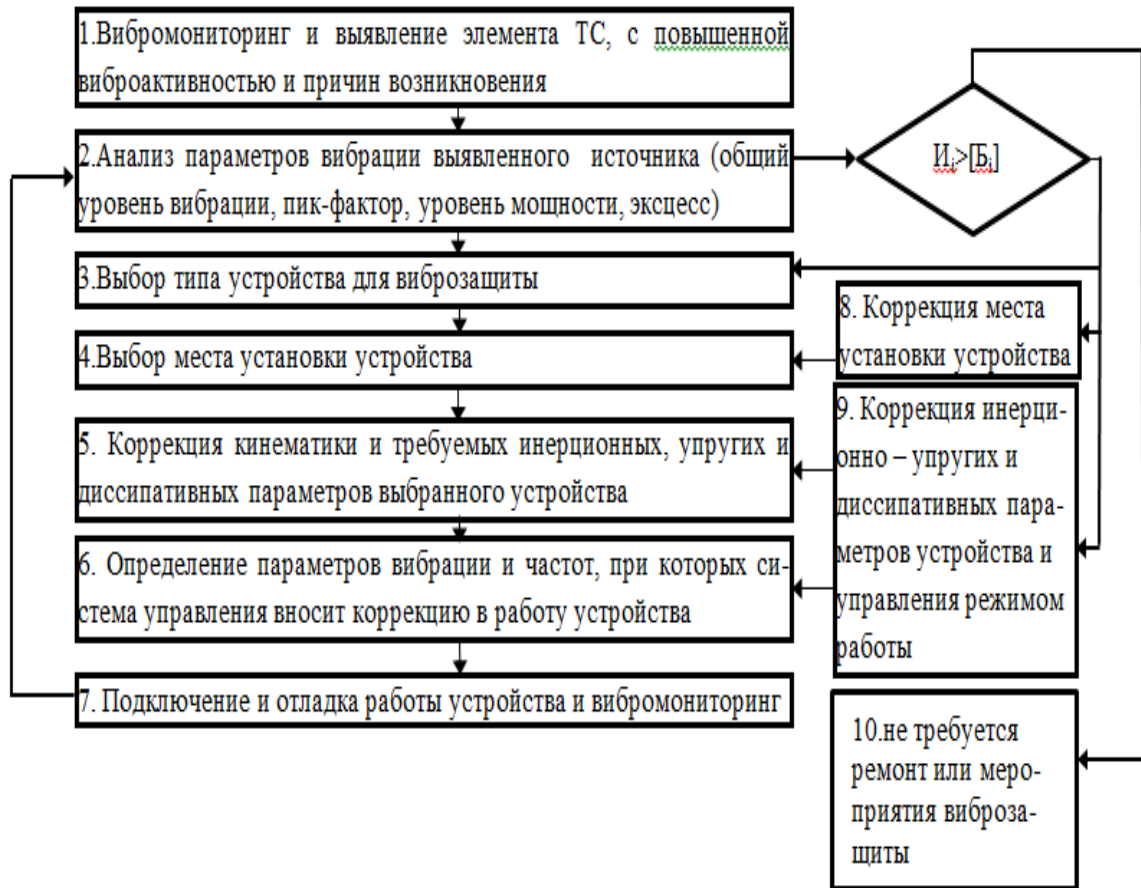 1.Вибромониторинг и выявление элемента ТС, с повышенной
виброактивностью и причин возникновения
2.Анализ параметров вибрации выявленного источника (общий
уровень вибрации, пик-фактор, уровень мощности, эксцесс)
И_i>[Б_i]
3.Выбор типа устройства для виброзащиты
4.Выбор места установки устройства
5. Коррекция кинематики и требуемых инерционных, упругих и
диссипативных параметров выбранного устройства
6. Определение параметров вибрации и частот, при которых си-
стема управления вносит коррекцию в работу устройства
7. Подключение и отладка работы устройства и вибромониторинг
8. Коррекция места
установки устройства
9. Коррекция инерци-
онно – упругих и
диссипативных пара-
метров устройства и
управления режимом
работы
10.не требуется
ремонт или меро-
приятия виброза-
щиты